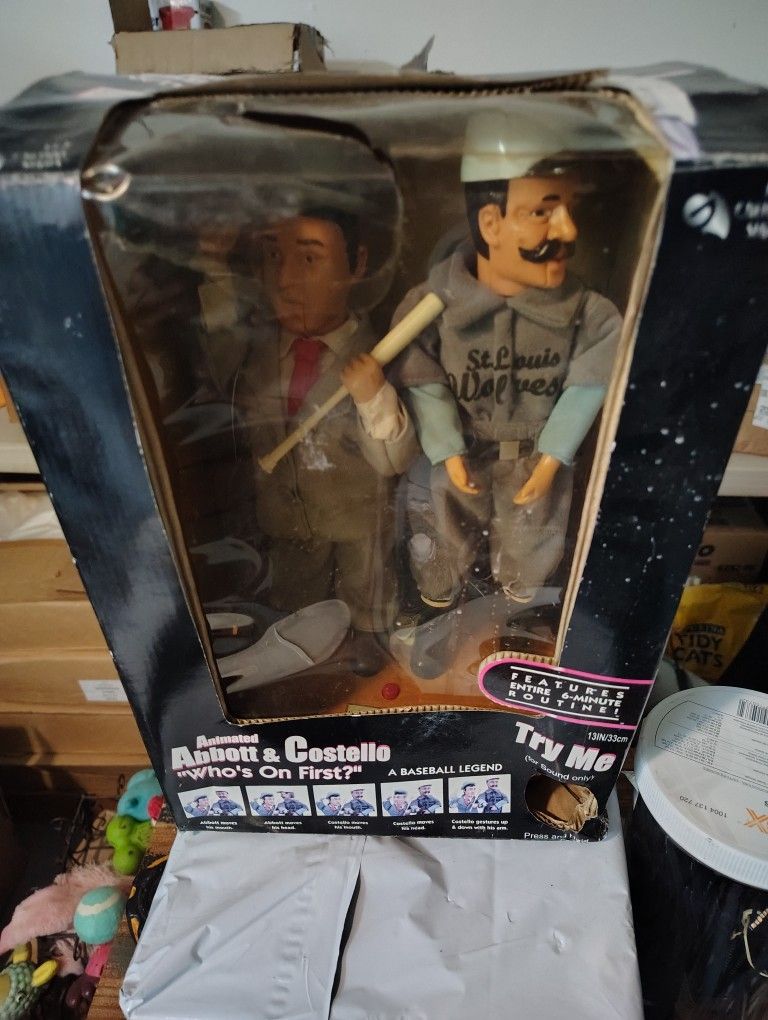 St. Louis
Wolves
FEATURES
ENTIRE 6-MINUTE
ROUTINE!
Animated
Abbott & Costello
"Who's On First?"
A BASEBALL LEGEND
13IN/33cm
Try Me
(for Sound only)
Abbott moves
his mouth.
Abbott moves
his head.
Costello moves
his mouth.
Costello moves
his head.
Costello gestures up
& down with his arm.
Press and
TIDY
CATS
1004 137 720